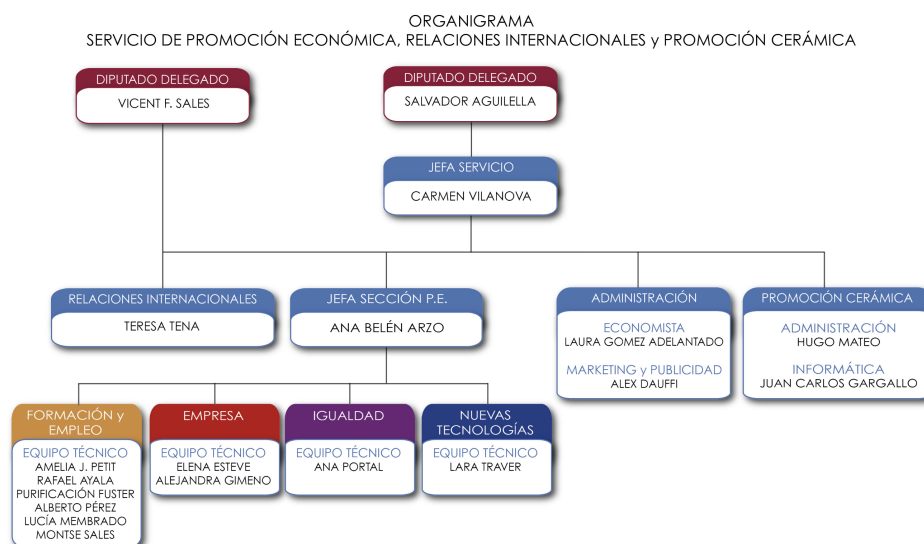 ORGANIGRAMA
SERVICIO DE PROMOCIÓN ECONÓMICA, RELACIONES INTERNACIONALES y PROMOCIÓN CERÁMICA
DIPUTADO DELEGADO
VICENT F. SALES
DIPUTADO DELEGADO
SALVADOR AGUILELLA
JEFA SERVICIO
CARMEN VILANOVA
RELACIONES INTERNACIONALES
TERESA TENA
JEFA SECCIÓN P.E.
ANA BELÉN ARZO
ADMINISTRACIÓN
ECONOMISTA
LAURA GOMEZ ADELANTADO
MARKETING y PUBLICIDAD
ALEX DAUFFI
PROMOCIÓN CERÁMICA
ADMINISTRACIÓN
HUGO MATEO
INFORMÁTICA
JUAN CARLOS GARGALLO
FORMACIÓN y
EMPLEO
EQUIPO TÉCNICO
AMELIA J. PETIT
RAFAEL AYALA
PURIFICACIÓN FUSTER
ALBERTO PÉREZ
LUCÍA MEMBRADO
MONTSE SALES
EMPRESA
EQUIPO TÉCNICO
ELENA ESTEVE
ALEJANDRA GIMENO
IGUALDAD
EQUIPO TÉCNICO
ANA PORTAL
NUEVAS
TECNOLOGÍAS
EQUIPO TÉCNICO
LARA TRAVER